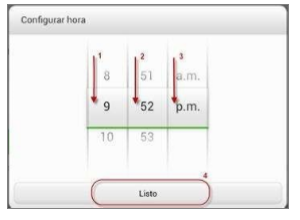 Configurar hora
1 2 3
8 51 a.m.
9 52 p.m.
10 53
4
Listo